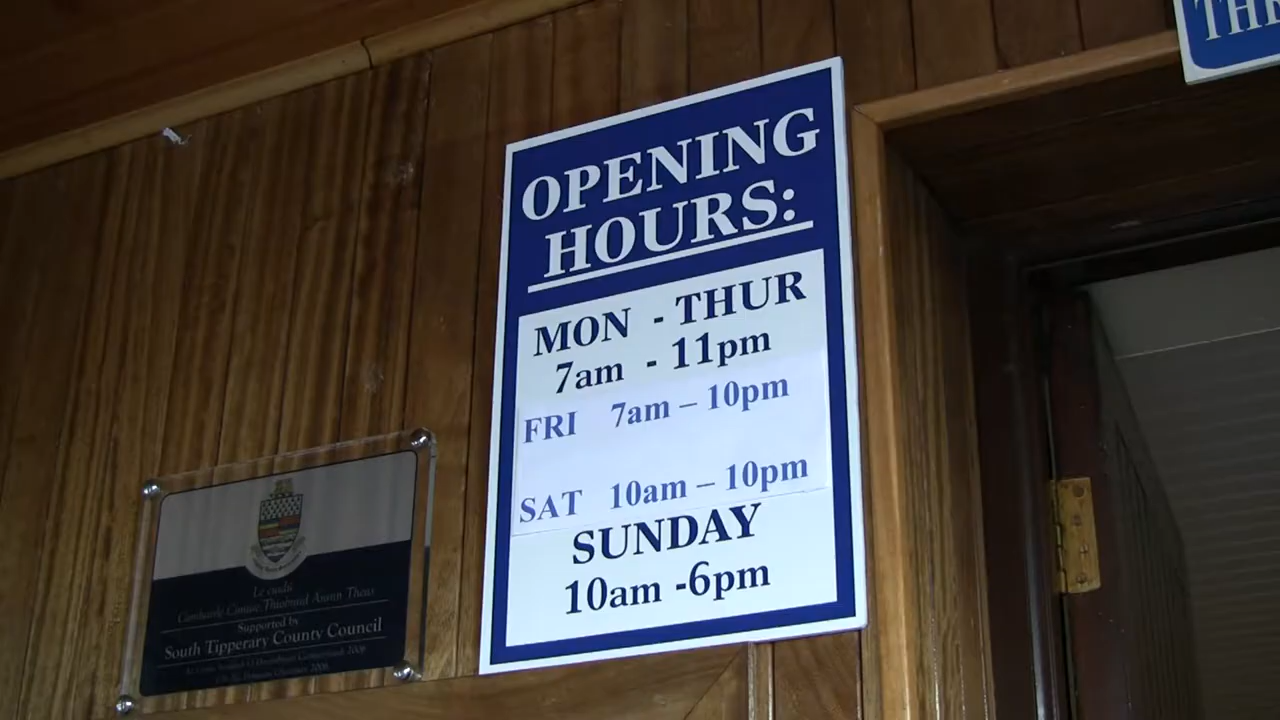 THE
OPENING
HOURS:
MON - THUR
7am - 11pm
FRI 7am – 10pm
SAT 10am – 10pm
SUNDAY
10am -6pm
Supported by
South Tipperary County Council